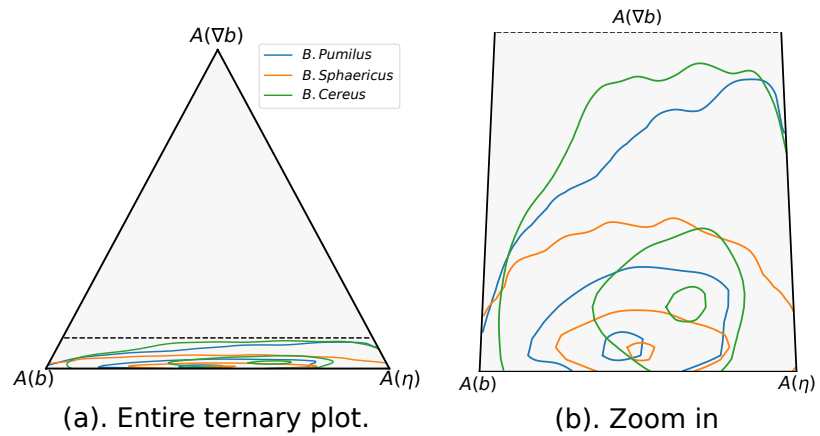 A(∇b)
B. Pumilus
B. Sphaericus
B. Cereus
A(b)
A(η)
(a). Entire ternary plot.
A(∇b)
A(b)
A(η)
(b). Zoom in